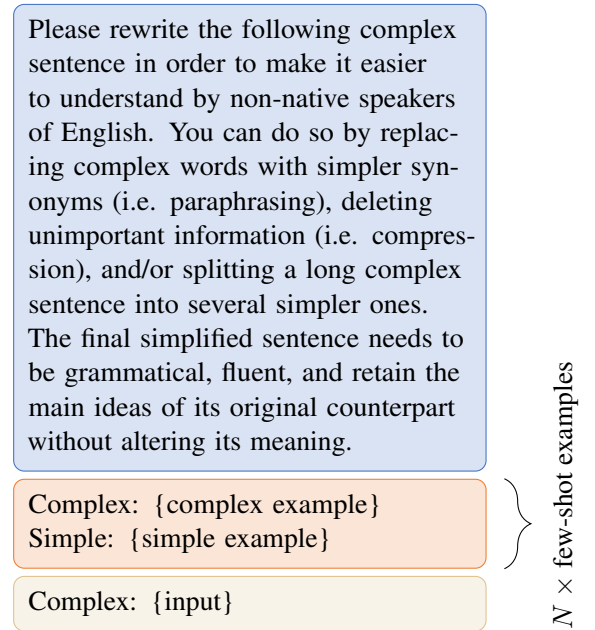 Please rewrite the following complex
sentence in order to make it easier
to understand by non-native speakers
of English. You can do so by replac-
ing complex words with simpler syn-
onyms (i.e. paraphrasing), deleting
unimportant information (i.e. compres-
sion), and/or splitting a long complex
sentence into several simpler ones.
The final simplified sentence needs to
be grammatical, fluent, and retain the
main ideas of its original counterpart
without altering its meaning.
Complex: {complex example}
Simple: {simple example}
Complex: {input}
N × few-shot examples